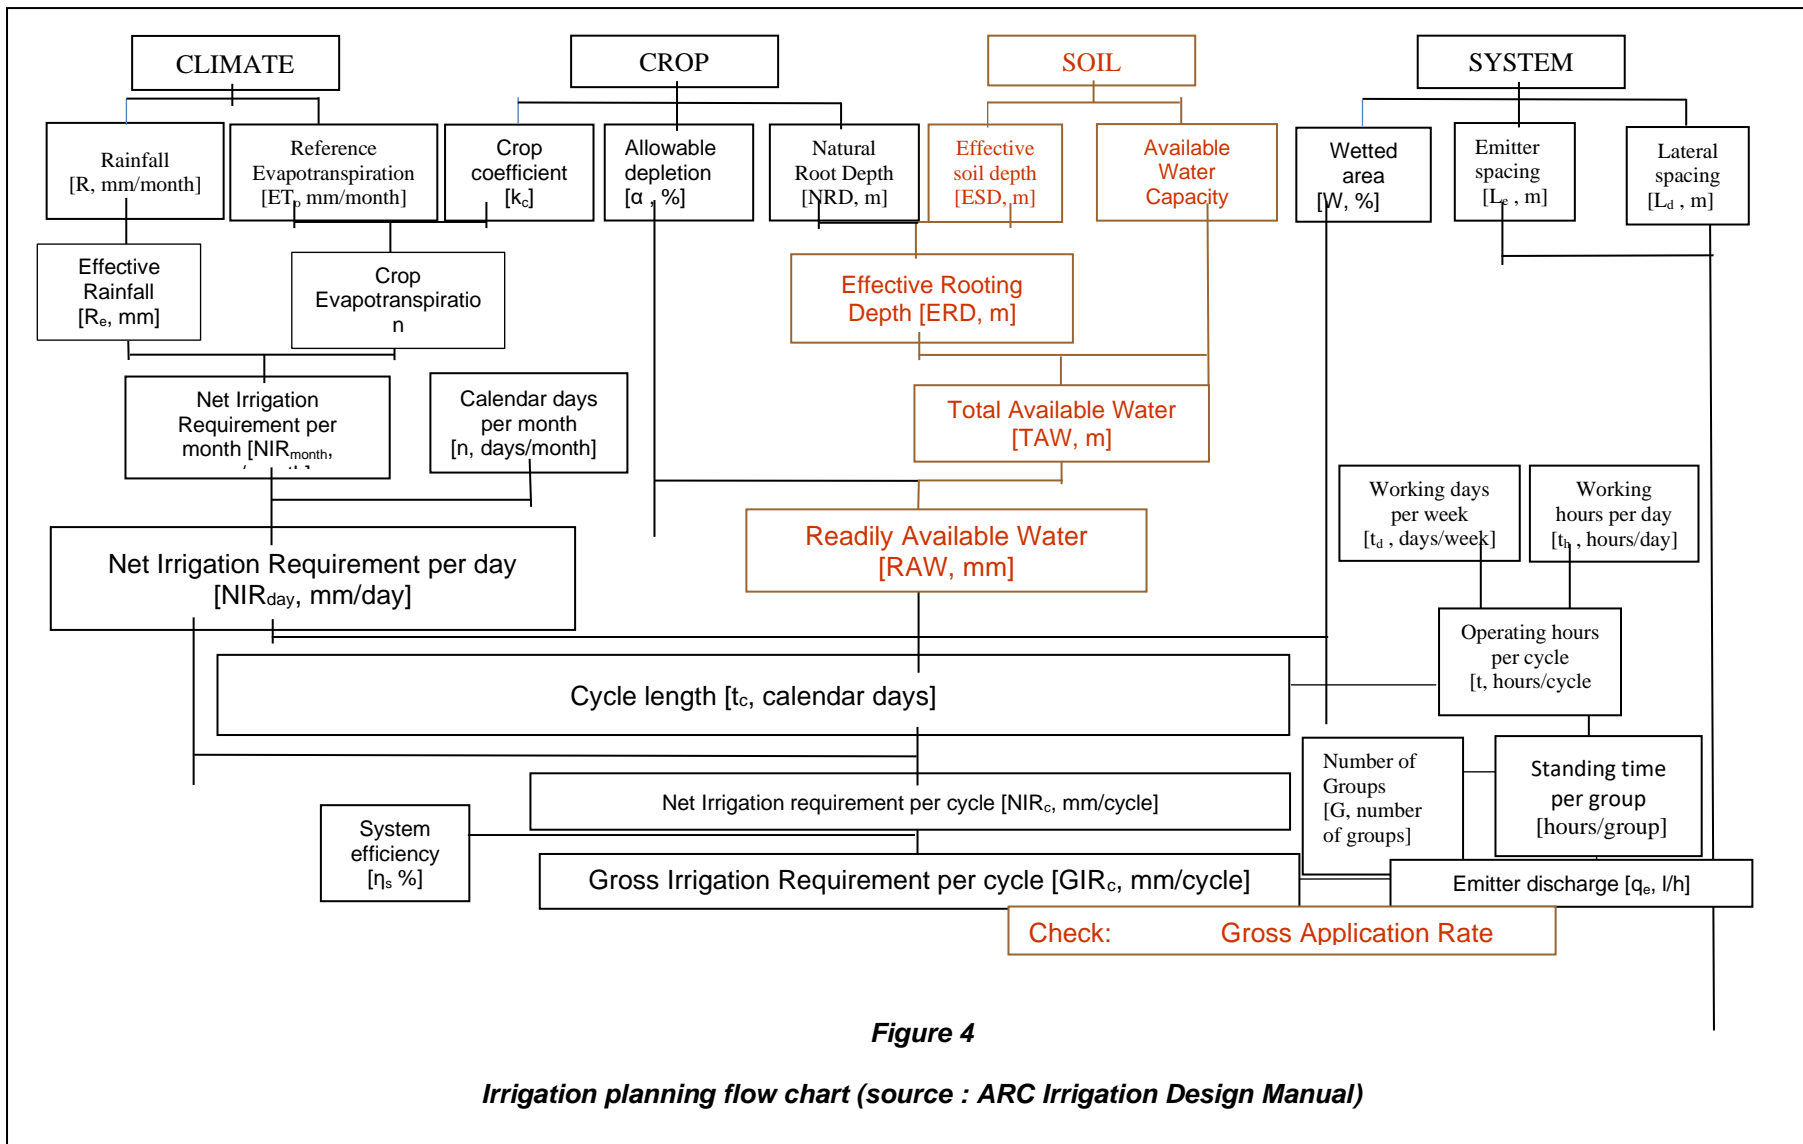 CLIMATE
CROP
SOIL
SYSTEM
Rainfall
[R, mm/month]
Reference
Evapotranspiration
[ETo mm/month]
Crop
coefficient
[kc]
Allowable
depletion
[α , %]
Natural
Root Depth
[NRD, m]
Effective
soil depth
[ESD, m]
Available
Water
Capacity
Wetted
area
[W, %]
Emitter
spacing
[Le , m]
Lateral
spacing
[Ld , m]
Effective
Rainfall
[Re, mm]
Crop
Evapotranspiratio
n
Effective Rooting
Depth [ERD, m]
Net Irrigation
Requirement per
month [NIRmonth,
Calendar days
per month
[n, days/month]
Total Available Water
[TAW, m]
Working days
per week
[td , days/week]
Working
hours per day
[th , hours/day]
Net Irrigation Requirement per day
[NIRday, mm/day]
Readily Available Water
[RAW, mm]
Operating hours
per cycle
[t, hours/cycle
Cycle length [tc, calendar days]
Number of
Groups
[G, number
of groups]
Standing time
per group
[hours/group]
Net Irrigation requirement per cycle [NIRc, mm/cycle]
System
efficiency
[ηs %]
Gross Irrigation Requirement per cycle [GIRc, mm/cycle]
Emitter discharge [qe, l/h]
Check: Gross Application Rate
Figure 4
Irrigation planning flow chart (source : ARC Irrigation Design Manual)